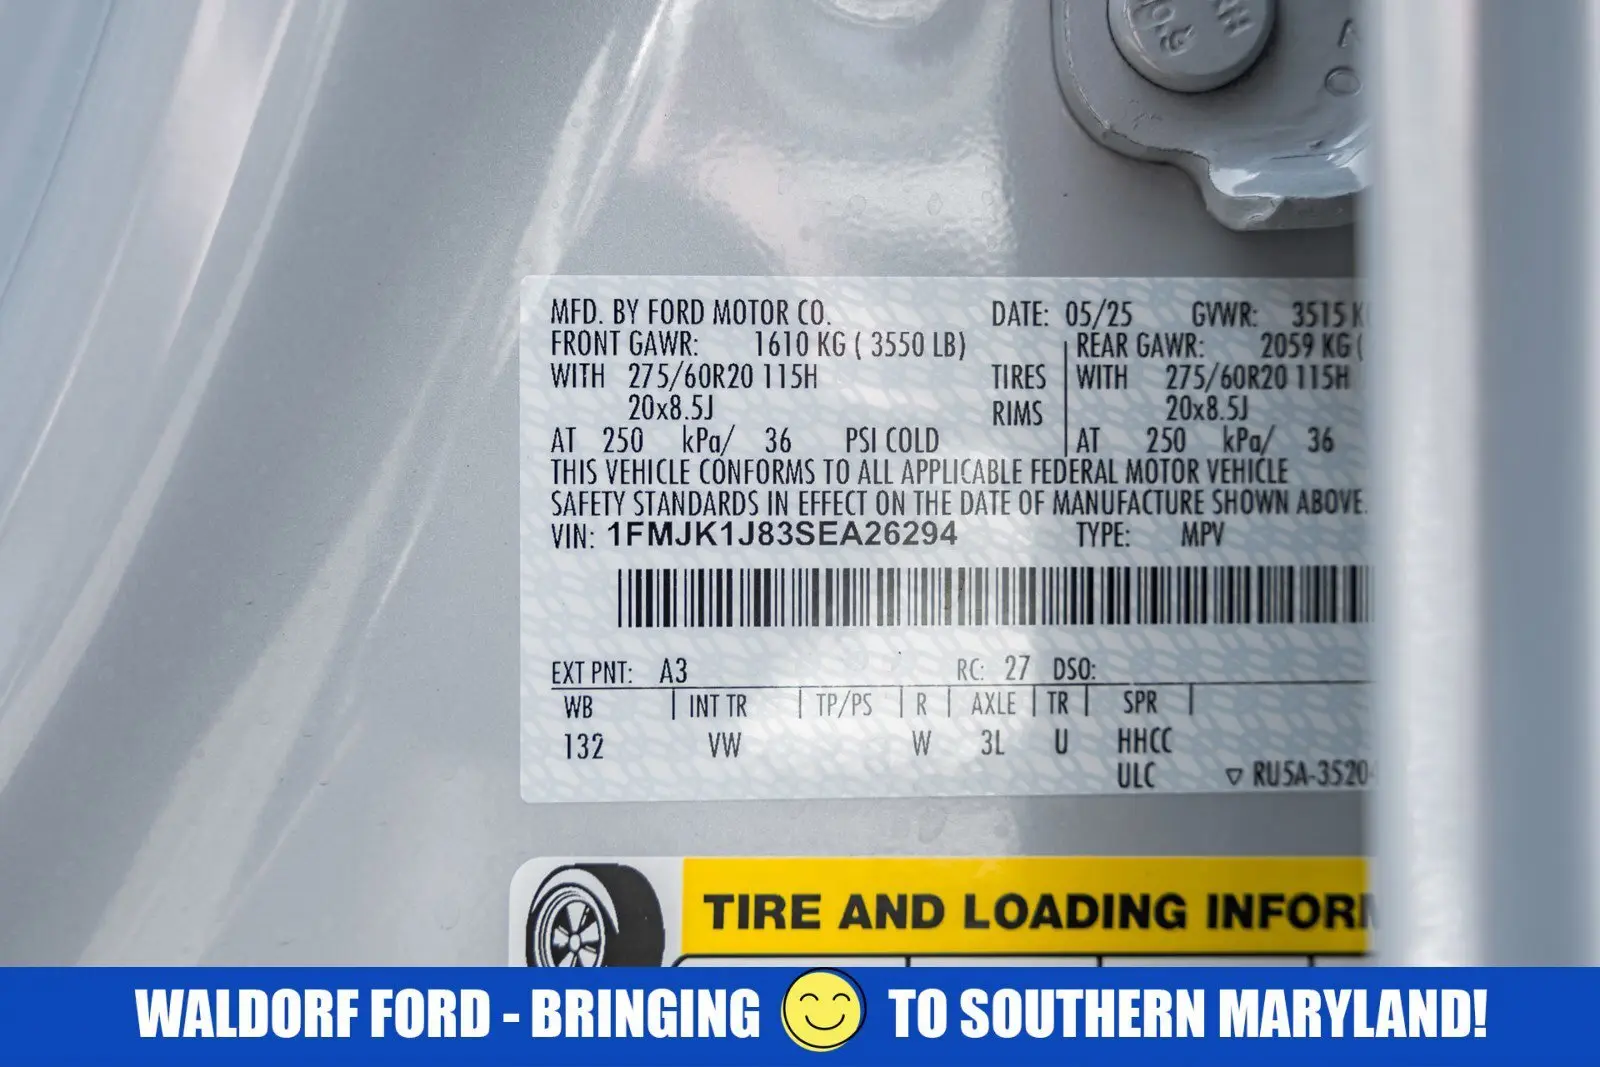 MFD. BY FORD MOTOR CO. DATE: 05/25 GVWR: 3515 K
FRONT GAWR: 1610 KG ( 3550 LB) REAR GAWR: 2059 KG (
WITH 275/60R20 115H TIRES WITH 275/60R20 115H
20x8.5J RIMS 20x8.5J
AT 250 kPa/ 36 PSI COLD AT 250 kPa/ 36
THIS VEHICLE CONFORMS TO ALL APPLICABLE FEDERAL MOTOR VEHICLE
SAFETY STANDARDS IN EFFECT ON THE DATE OF MANUFACTURE SHOWN ABOVE.
VIN: 1FMJK1J83SEA26294 TYPE: MPV
EXT PNT: A3 RC: 27 DSO:
WB INT TR TP/PS R AXLE TR SPR
132 VW W 3L U HHCC
ULC ▽ RU5A-3520
TIRE AND LOADING INFORM
WALDORF FORD - BRINGING 😊 TO SOUTHERN MARYLAND!